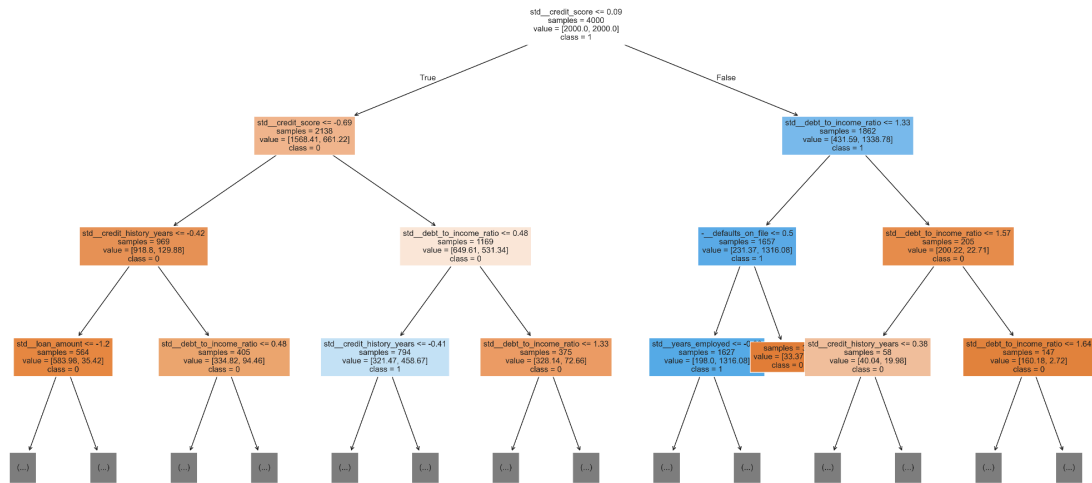 std__credit_score <= 0.09
samples = 4000
value = [2000.0, 2000.0]
class = 1
True
False
std__credit_score <= -0.69
samples = 2138
value = [1568.41, 661.22]
class = 0
std__debt_to_income_ratio <= 1.33
samples = 1862
value = [431.59, 1338.78]
class = 1
std__credit_history_years <= -0.42
samples = 969
value = [918.8, 129.88]
class = 0
std__debt_to_income_ratio <= 0.48
samples = 1169
value = [649.61, 531.34]
class = 0
-__defaults_on_file <= 0.5
samples = 1657
value = [231.37, 1316.08]
class = 1
std__debt_to_income_ratio <= 1.57
samples = 205
value = [200.22, 22.71]
class = 0
std__loan_amount <= -1.2
samples = 564
value = [583.98, 35.42]
class = 0
std__debt_to_income_ratio <= 0.48
samples = 405
value = [334.82, 94.46]
class = 0
std__credit_history_years <= -0.41
samples = 794
value = [321.47, 458.67]
class = 1
std__debt_to_income_ratio <= 1.33
samples = 375
value = [328.14, 72.66]
class = 0
std__years_employed <=
samples = 1627
value = [198.0, 1316.08]
class = 1
samples =
value = [33.37
class = 0
std__credit_history_years <= 0.38
samples = 58
value = [40.04, 19.98]
class = 0
std__debt_to_income_ratio <= 1.64
samples = 147
value = [160.18, 2.72]
class = 0
(...)
(...)
(...)
(...)
(...)
(...)
(...)
(...)
(...)
(...)
(...)
(...)
(...)
(...)